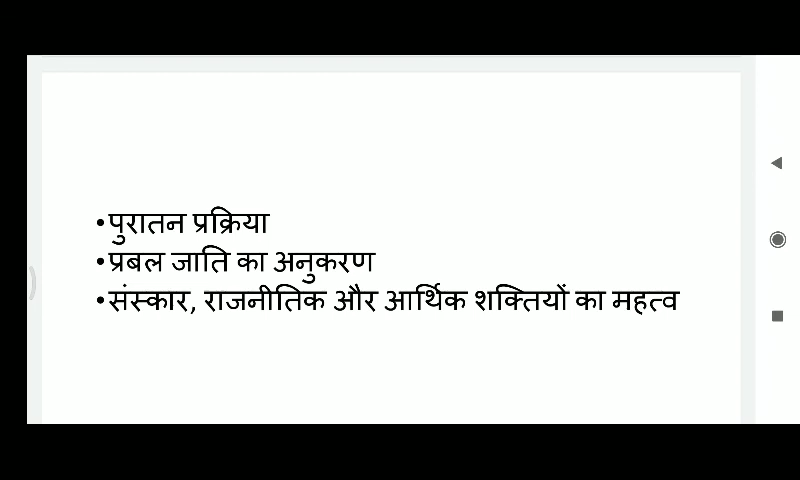 •पुरातन प्रक्रिया
•प्रबल जाति का अनुकरण
•संस्कार, राजनीतिक और आर्थिक शक्तियों का महत्व